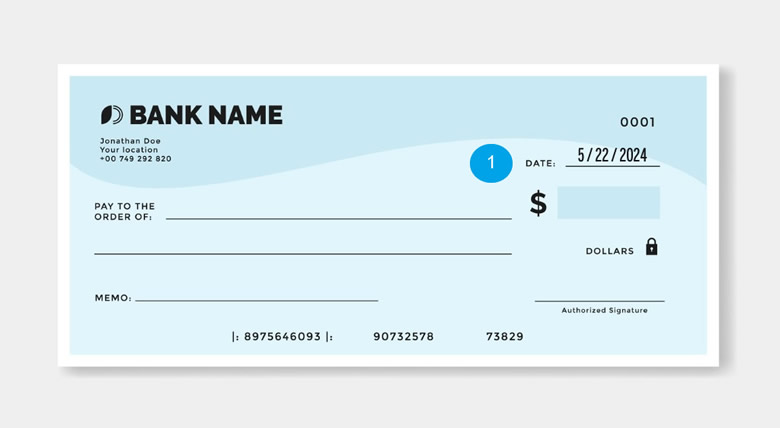 BANK NAME
0001
Jonathan Doe
Your location
+00 749 292 820
1
DATE: 5/22/2024
PAY TO THE
ORDER OF:
$
DOLLARS
MEMO:
Authorized Signature
|: 8975646093 |: 90732578 73829